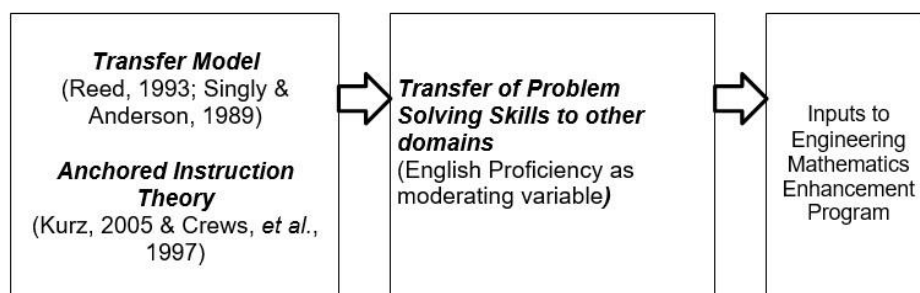 Transfer Model
(Reed, 1993; Singly &
Anderson, 1989)
Anchored Instruction
Theory
(Kurz, 2005 & Crews, et al.,
1997)
Transfer of Problem
Solving Skills to other
domains
(English Proficiency as
moderating variable)
Inputs to
Engineering
Mathematics
Enhancement
Program